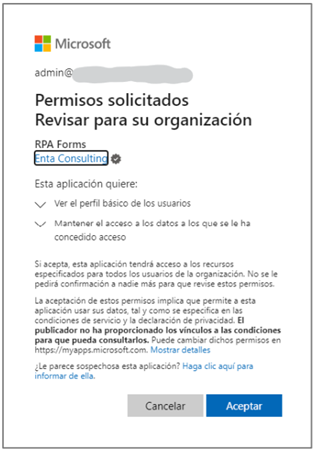 Microsoft
admin@
Permisos solicitados
Revisar para su organización
RPA Forms
Enta Consulting
Esta aplicación quiere:
Ver el perfil básico de los usuarios
Mantener el acceso a los datos a los que se le ha
concedido acceso
Si acepta, esta aplicación tendrá acceso a los recursos
especificados para todos los usuarios de la organización. No se le
pedirá confirmación a nadie más para que revise estos permisos.
La aceptación de estos permisos implica que permite a esta
aplicación usar sus datos, tal y como se especifica en las
condiciones de servicio y la declaración de privacidad. El
publicador no ha proporcionado los vínculos a las condiciones
para que pueda consultarlos. Puede cambiar dichos permisos en
https://myapps.microsoft.com. Mostrar detalles
¿Le parece sospechosa esta aplicación? Haga clic aquí para
informar de ella.
Cancelar Aceptar